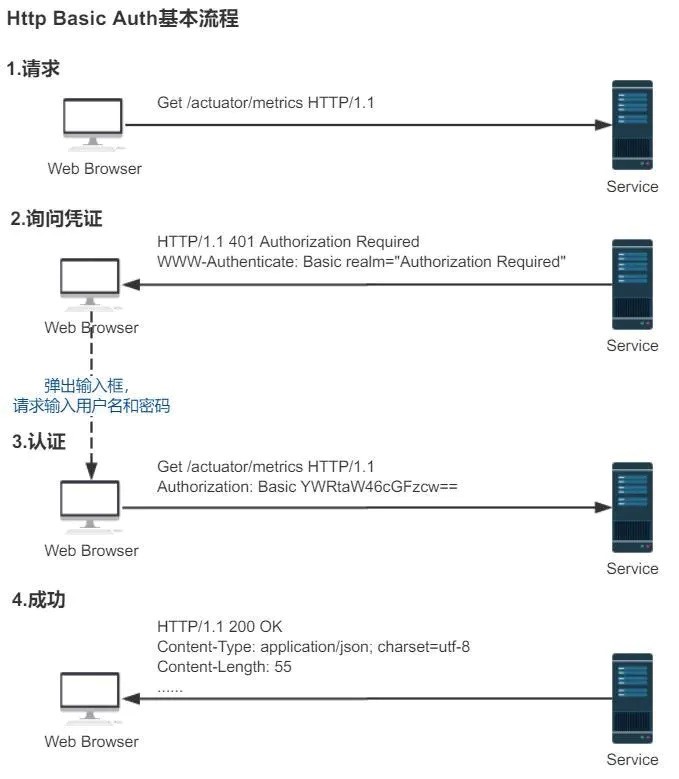 Http Basic Auth基本流程
1.请求
Get /actuator/metrics HTTP/1.1
Web Browser
Service
2.询问凭证
HTTP/1.1 401 Authorization Required
WWW-Authenticate: Basic realm="Authorization Required"
Web Browser
Service
弹出输入框，
请求输入用户名和密码
3.认证
Get /actuator/metrics HTTP/1.1
Authorization: Basic YWRtaW46cGFzcw==
Web Browser
Service
4.成功
HTTP/1.1 200 OK
Content-Type: application/json; charset=utf-8
Content-Length: 55
......
Web Browser
Service